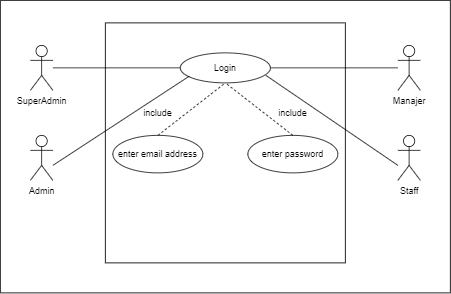 Login
SuperAdmin
Manajer
include
include
enter email address
enter password
Admin
Staff